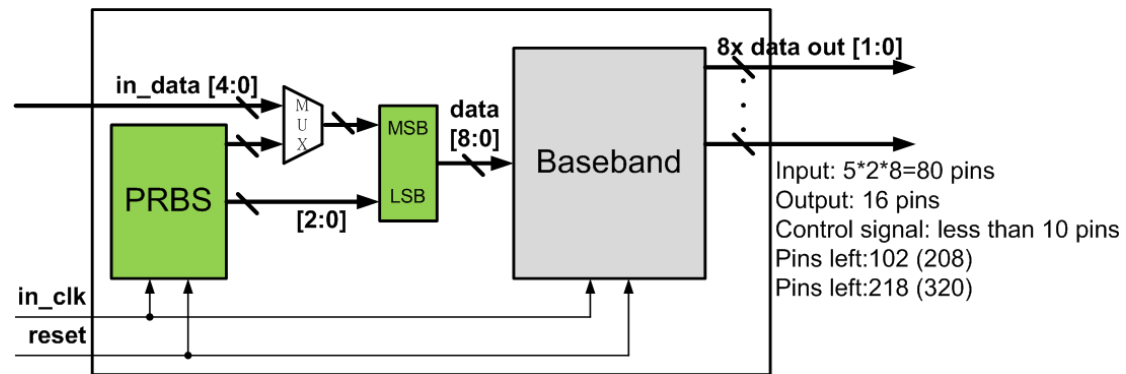 8x data out [1:0]
in_data [4:0]
MUX
data
[8:0]
MSB
LSB
PRBS
[2:0]
Baseband
Input: 5*2*8=80 pins
Output: 16 pins
Control signal: less than 10 pins
Pins left:102 (208)
Pins left:218 (320)
in_clk
reset